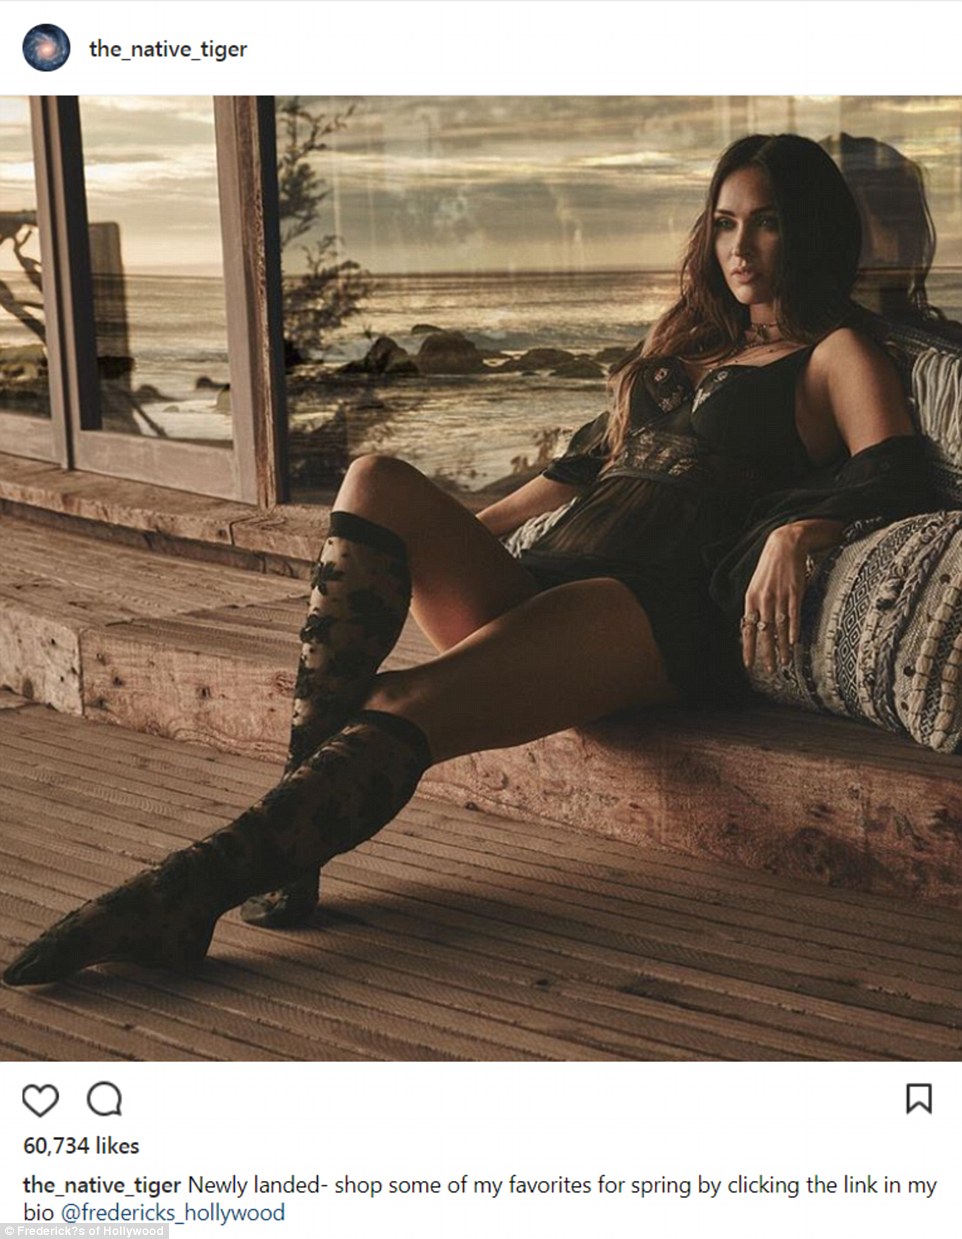 the_native_tiger
60,734 likes
the_native_tiger Newly landed- shop some of my favorites for spring by clicking the link in my
bio @fredericks_hollywood
© Frederick?s of Hollywood